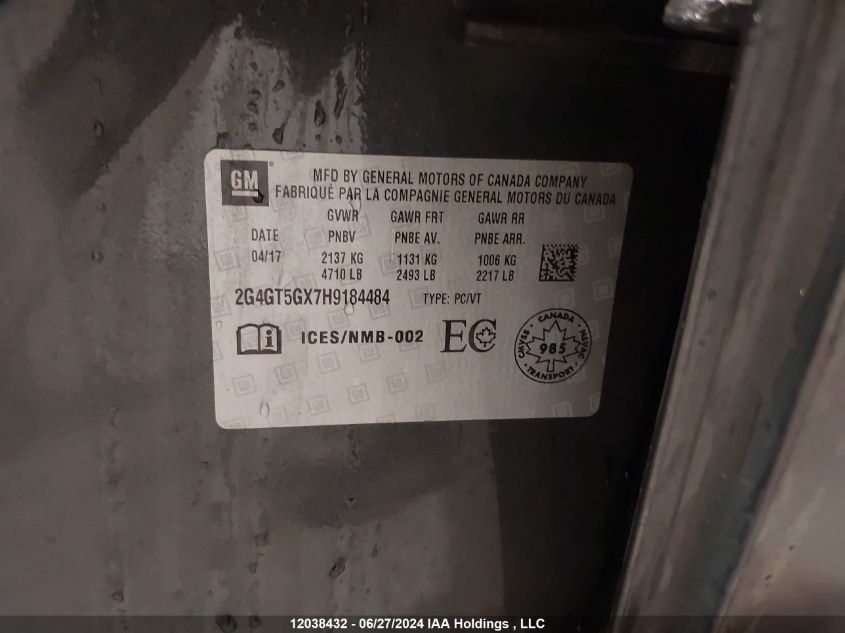 GM
MFD BY GENERAL MOTORS OF CANADA COMPANY
FABRIQUÉ PAR LA COMPAGNIE GENERAL MOTORS DU CANADA
GVWR GAWR FRT GAWR RR
DATE PNBV PNBE AV. PNBE ARR.
04/17 2137 KG 1131 KG 1006 KG
4710 LB 2493 LB 2217 LB
2G4GT5GX7H9184484 TYPE: PC/VT
i ICES/NMB-002 EC
CANADA
CMVSS 985 NSVAC
TRANSPORT
12038432 - 06/27/2024 IAA Holdings , LLC